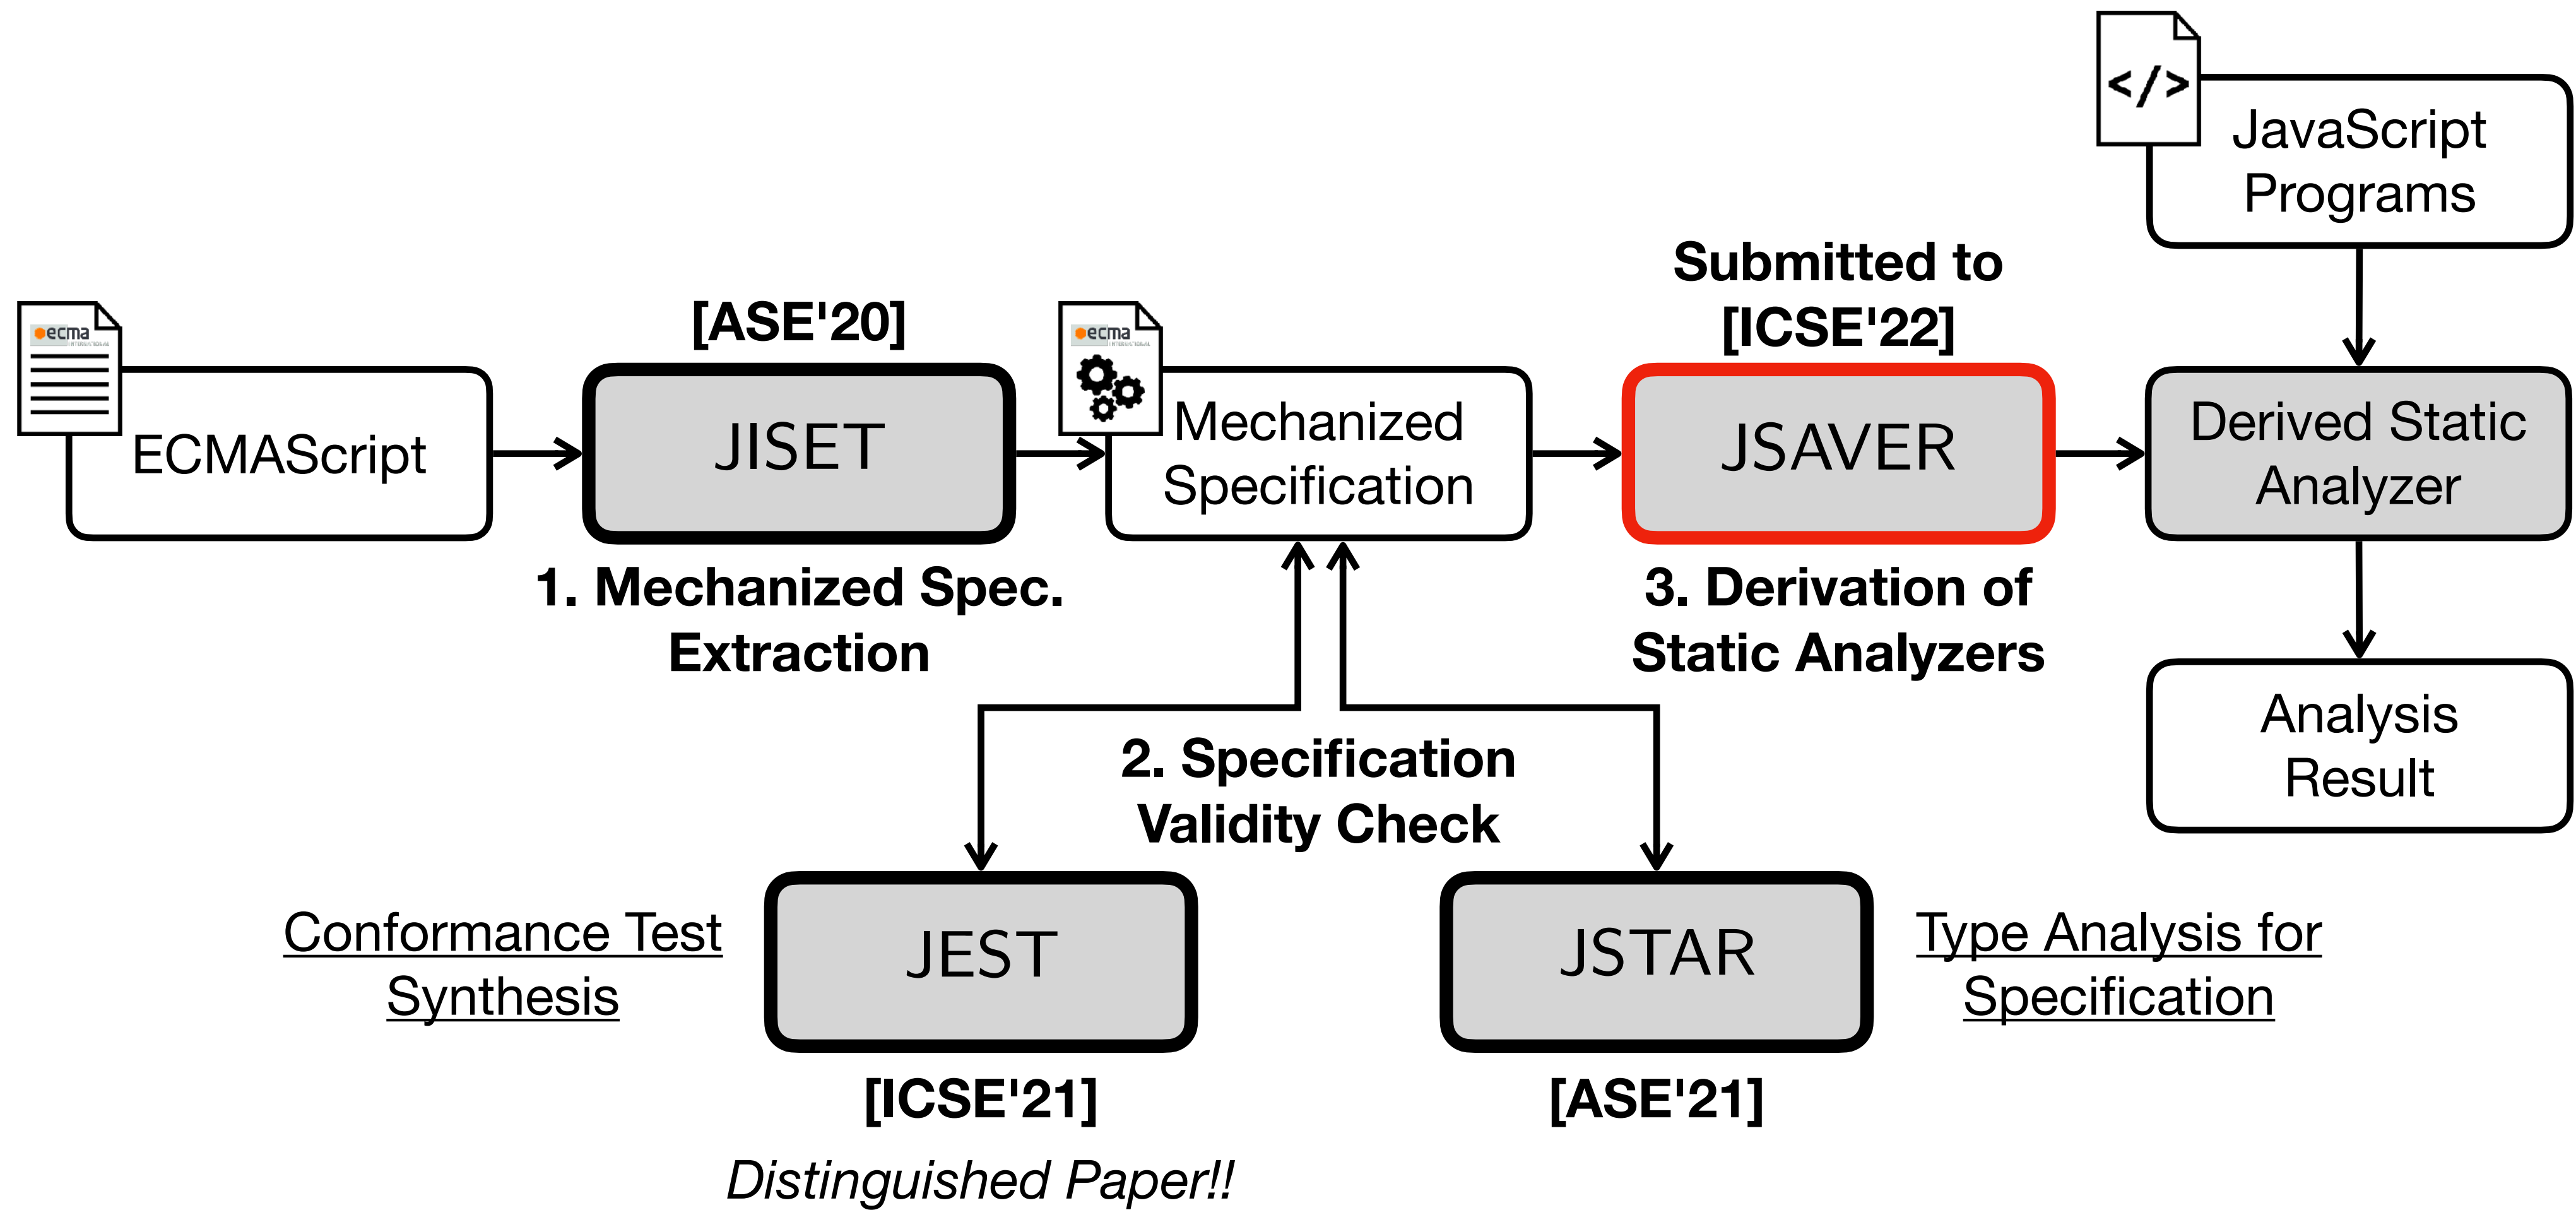 </>
JavaScript
Programs
Submitted to
[ICSE'22]
[ASE'20]
ecma
ecma
ECMAScript
JISET
Mechanized
Specification
JSAVER
Derived Static
Analyzer
1. Mechanized Spec.
Extraction
3. Derivation of
Static Analyzers
2. Specification
Validity Check
Analysis
Result
Conformance Test
Synthesis
JEST
JSTAR
Type Analysis for
Specification
[ICSE'21]
[ASE'21]
Distinguished Paper!!